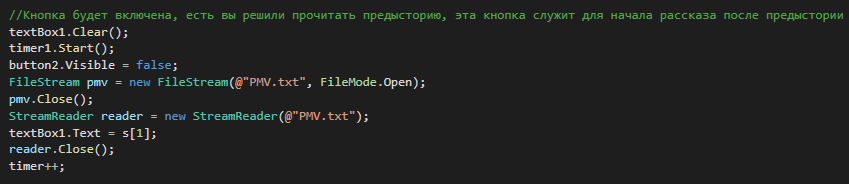 //Кнопка будет включена, есть вы решили прочитать предысторию, эта кнопка служит для начала рассказа после предыстории
textBox1.Clear();
timer1.Start();
button2.Visible = false;
FileStream pmv = new FileStream(@"PMV.txt", FileMode.Open);
pmv.Close();
StreamReader reader = new StreamReader(@"PMV.txt");
textBox1.Text = s[1];
reader.Close();
timer++;